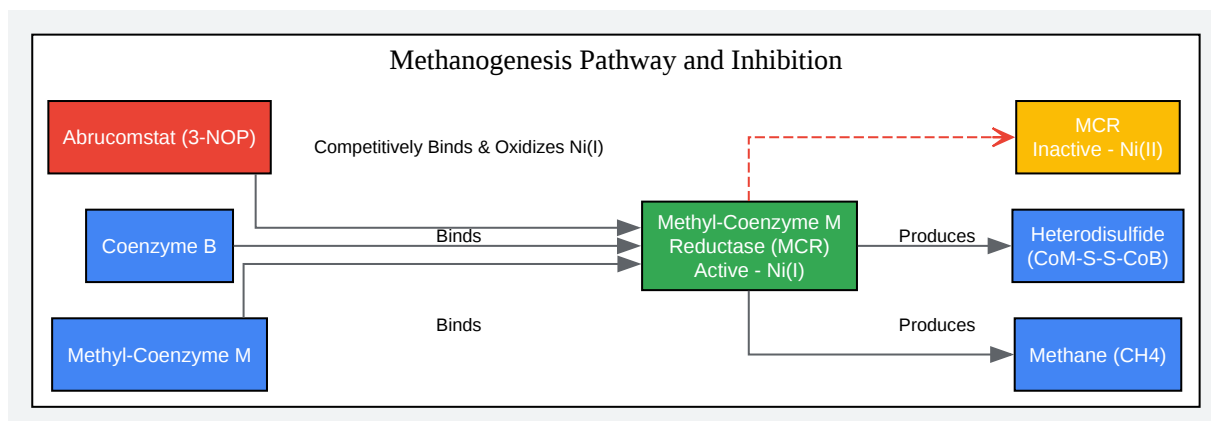 Methanogenesis Pathway and Inhibition
Abrucomstat (3-NOP)
Competitively Binds & Oxidizes Ni(I)
MCR
Inactive - Ni(II)
Coenzyme B
Binds
Methyl-Coenzyme M
Reductase (MCR)
Active - Ni(I)
Produces
Heterodisulfide
(CoM-S-S-CoB)
Methyl-Coenzyme M
Binds
Produces
Methane (CH4)